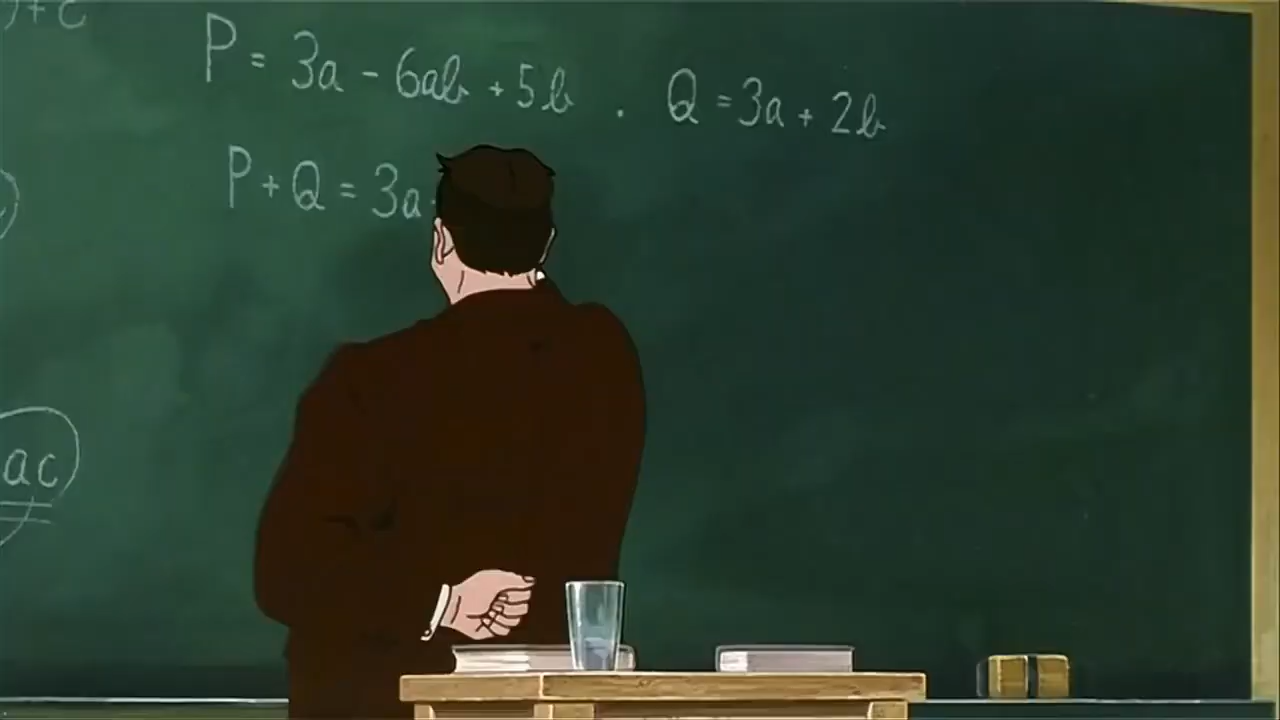 )+c
P = 3a - 6ab + 5b . Q = 3a + 2b
P + Q = 3a -
ac